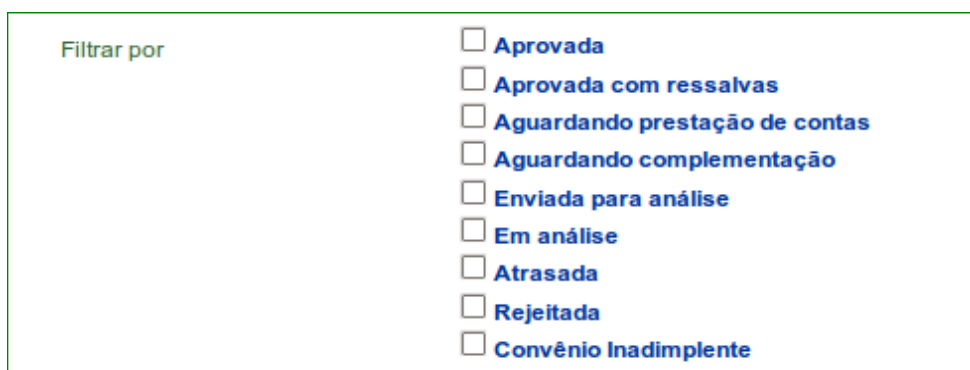 Filtrar por
Aprovada
Aprovada com ressalvas
Aguardando prestação de contas
Aguardando complementação
Enviada para análise
Em análise
Atrasada
Rejeitada
Convênio Inadimplente